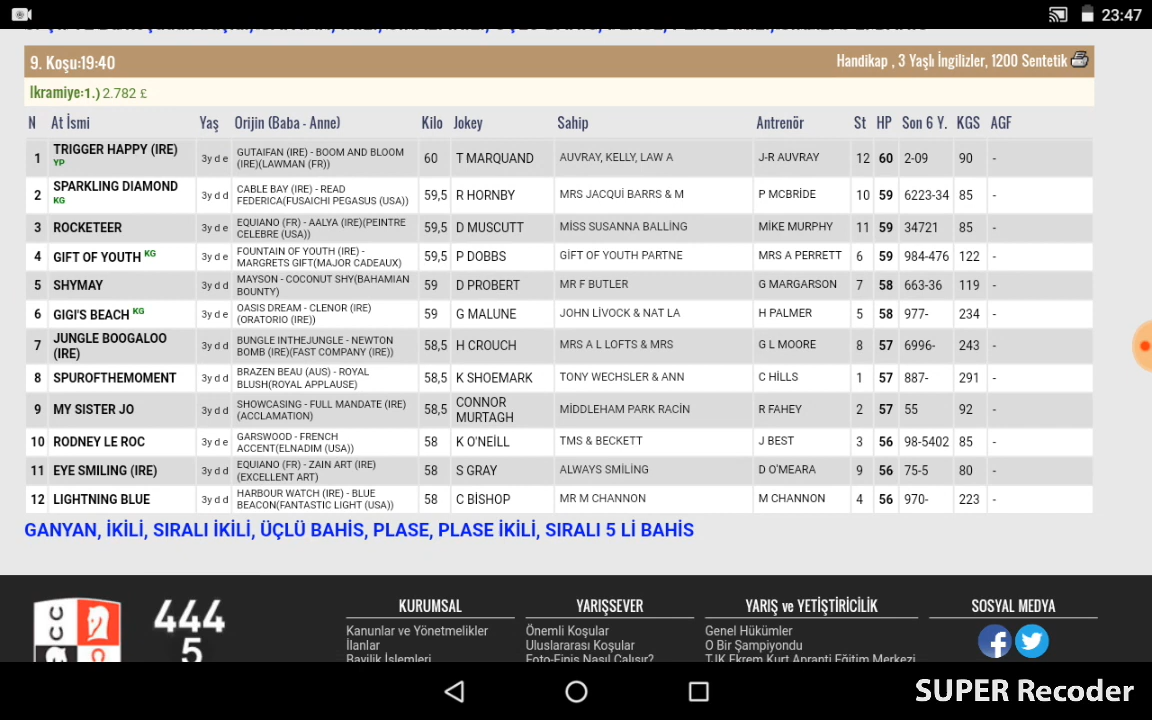 23:47
9. Koşu:19:40
Handikap , 3 Yaşlı İngilizler, 1200 Sentetik
İkramiye:1.) 2.782 £
N At İsmi Yaş Orijin (Baba - Anne) Kilo Jokey Sahip Antrenör St HP Son 6 Y. KGS AGF
1 TRIGGER HAPPY (IRE) YP 3y d e GUTAIFAN (IRE) - BOOM AND BLOOM (IRE)(LAWMAN (FR)) 60 T MARQUAND AUVRAY, KELLY, LAW A J-R AUVRAY 12 60 2-09 90 -
2 SPARKLING DIAMOND KG 3y d d CABLE BAY (IRE) - READ FEDERICA(FUSAICHI PEGASUS (USA)) 59,5 R HORNBY MRS JACQUİ BARRS & M P MCBRİDE 10 59 6223-34 85 -
3 ROCKETEER 3y d e EQUIANO (FR) - AALYA (IRE)(PEINTRE CELEBRE (USA)) 59,5 D MUSCUTT MİSS SUSANNA BALLİNG MİKE MURPHY 11 59 34721 85 -
4 GIFT OF YOUTH KG 3y d e FOUNTAIN OF YOUTH (IRE) - MARGRETS GIFT(MAJOR CADEAUX) 59,5 P DOBBS GİFT OF YOUTH PARTNE MRS A PERRETT 6 59 984-476 122 -
5 SHYMAY 3y d d MAYSON - COCONUT SHY(BAHAMIAN BOUNTY) 59 D PROBERT MR F BUTLER G MARGARSON 7 58 663-36 119 -
6 GIGI'S BEACH KG 3y d e OASIS DREAM - CLENOR (IRE) (ORATORIO (IRE)) 59 G MALUNE JOHN LİVOCK & NAT LA H PALMER 5 58 977- 234 -
7 JUNGLE BOOGALOO (IRE) 3y d d BUNGLE INTHEJUNGLE - NEWTON BOMB (IRE)(FAST COMPANY (IRE)) 58,5 H CROUCH MRS A L LOFTS & MRS G L MOORE 8 57 6996- 243 -
8 SPUROFTHEMOMENT 3y d d BRAZEN BEAU (AUS) - ROYAL BLUSH(ROYAL APPLAUSE) 58,5 K SHOEMARK TONY WECHSLER & ANN C HİLLS 1 57 887- 291 -
9 MY SISTER JO 3y d d SHOWCASING - FULL MANDATE (IRE) (ACCLAMATION) 58,5 CONNOR MURTAGH MİDDLEHAM PARK RACİN R FAHEY 2 57 55 92 -
10 RODNEY LE ROC 3y d e GARSWOOD - FRENCH ACCENT(ELNADIM (USA)) 58 K O'NEİLL TMS & BECKETT J BEST 3 56 98-5402 85 -
11 EYE SMILING (IRE) 3y d d EQUIANO (FR) - ZAIN ART (IRE) (EXCELLENT ART) 58 S GRAY ALWAYS SMİLİNG D O'MEARA 9 56 75-5 80 -
12 LIGHTNING BLUE 3y d d HARBOUR WATCH (IRE) - BLUE BEACON(FANTASTIC LIGHT (USA)) 58 C BİSHOP MR M CHANNON M CHANNON 4 56 970- 223 -
GANYAN, İKİLİ, SIRALI İKİLİ, ÜÇLÜ BAHİS, PLASE, PLASE İKİLİ, SIRALI 5 Lİ BAHİS
444
5
KURUMSAL YARIŞSEVER YARIŞ ve YETİŞTİRİCİLİK SOSYAL MEDYA
Kanunlar ve Yönetmelikler Önemli Koşular Genel Hükümler
İlanlar Uluslararası Koşular O Bir Şampiyondu
Bayilik İşlemleri Foto-Finiş Nasıl Çalışır? TJK Ekrem Kurt Apranti Eğitim Merkezi
SUPER Recoder